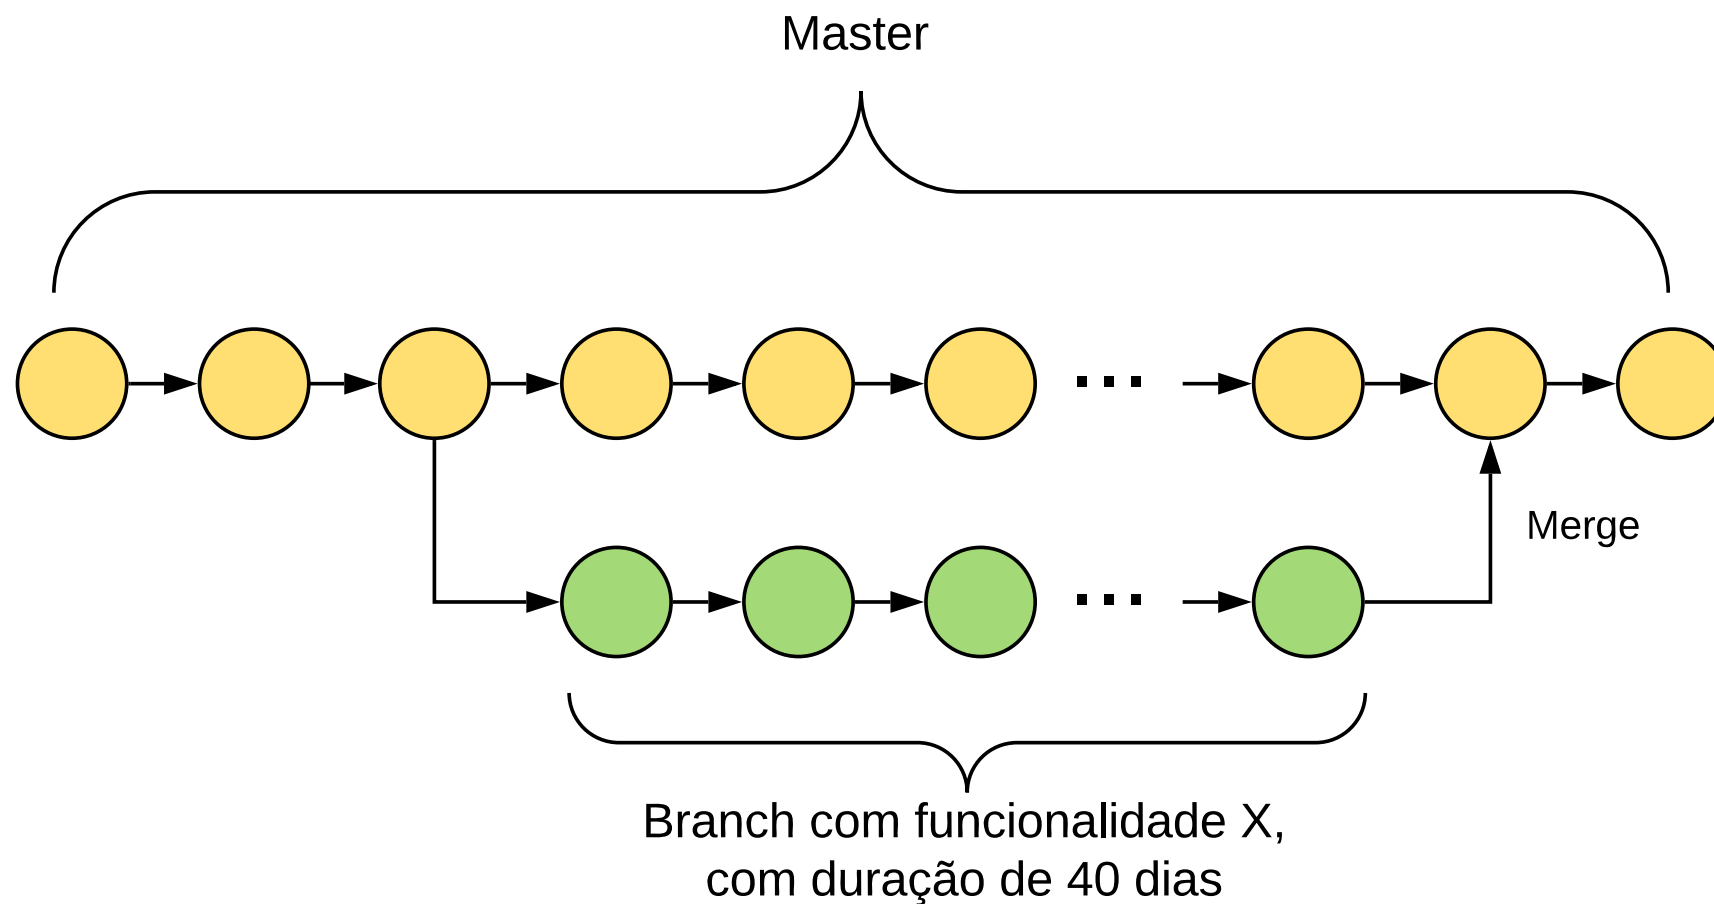 Master
Merge
Branch com funcionalidade X,
com duração de 40 dias